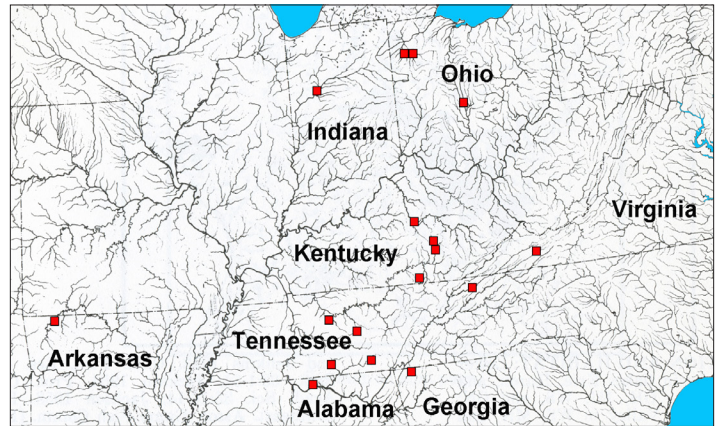 Ohio
Indiana
Virginia
Kentucky
Tennessee
Arkansas
Alabama
Georgia